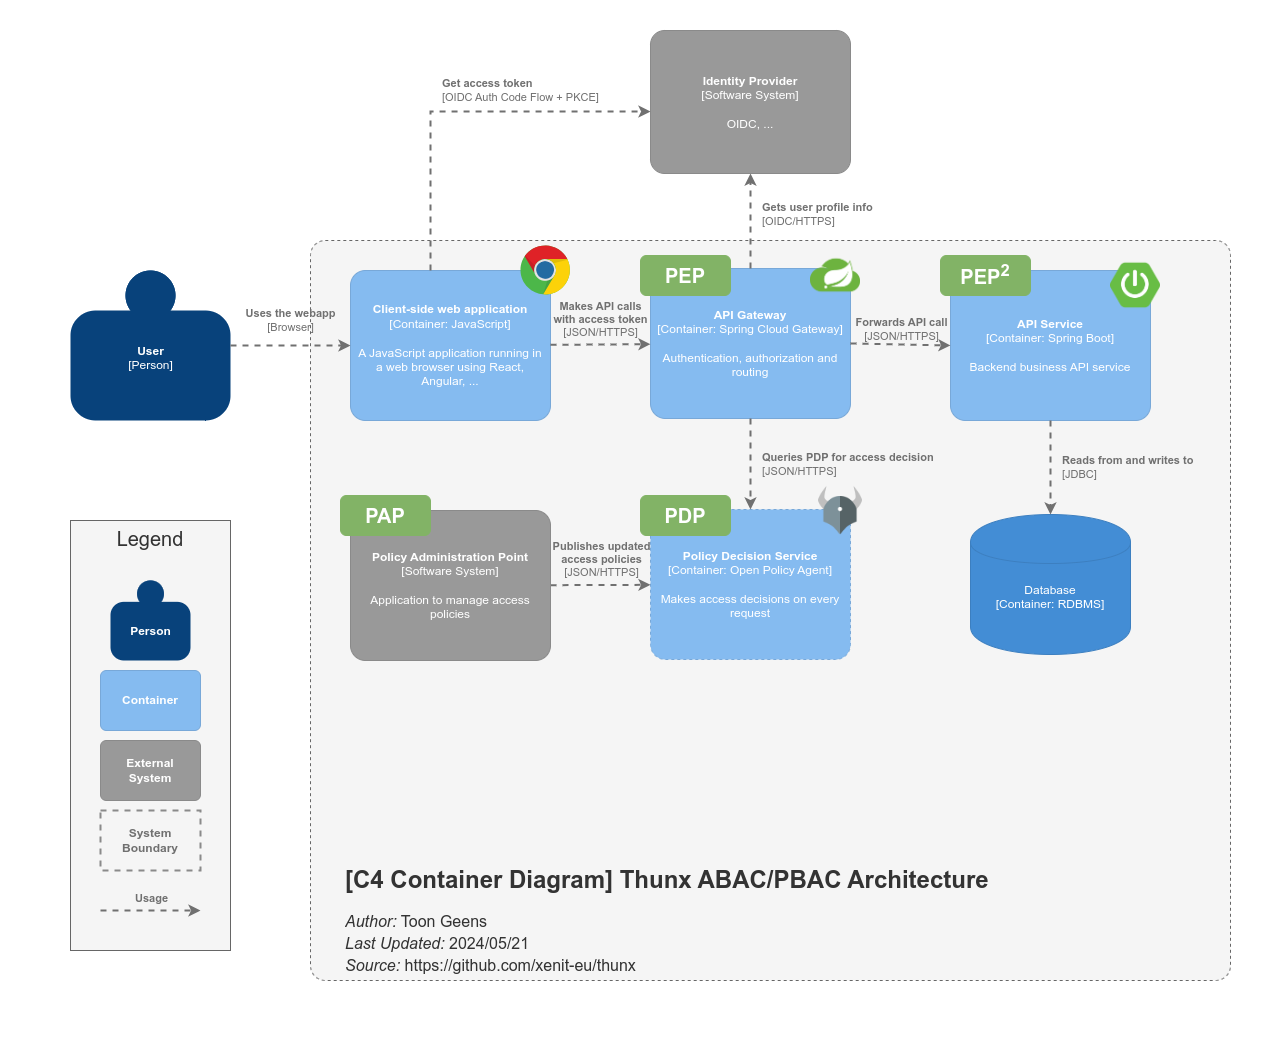 Get access token
[OIDC Auth Code Flow + PKCE]
Identity Provider
[Software System]
OIDC, ...
Gets user profile info
[OIDC/HTTPS]
User
[Person]
Uses the webapp
[Browser]
Client-side web application
[Container: JavaScript]
A JavaScript application running in
a web browser using React,
Angular, ...
Makes API calls
with access token
[JSON/HTTPS]
PEP
API Gateway
[Container: Spring Cloud Gateway]
Authentication, authorization and
routing
Forwards API call
[JSON/HTTPS]
PEP²
API Service
[Container: Spring Boot]
Backend business API service
Queries PDP for access decision
[JSON/HTTPS]
Reads from and writes to
[JDBC]
PAP
Policy Administration Point
[Software System]
Application to manage access
policies
Publishes updated
access policies
[JSON/HTTPS]
PDP
Policy Decision Service
[Container: Open Policy Agent]
Makes access decisions on every
request
Database
[Container: RDBMS]
Legend
Person
Container
External
System
System
Boundary
Usage
[C4 Container Diagram] Thunx ABAC/PBAC Architecture
Author: Toon Geens
Last Updated: 2024/05/21
Source: https://github.com/xenit-eu/thunx